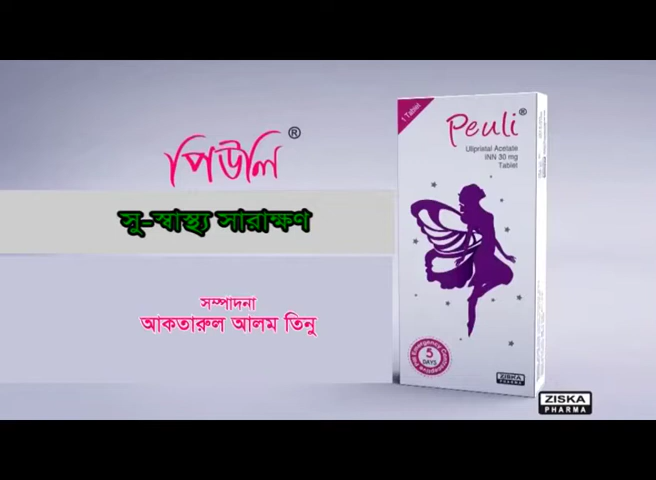 পিউলি®
সু-স্বাস্থ্য সারাক্ষণ
সম্পাদনা
আকতারুল আলম তিনু
1 Tablet
Peuli®
Ulipristal Acetate
INN 30 mg
Tablet
5
DAYS
ZISKA
PHARMA
ZISKA
PHARMA